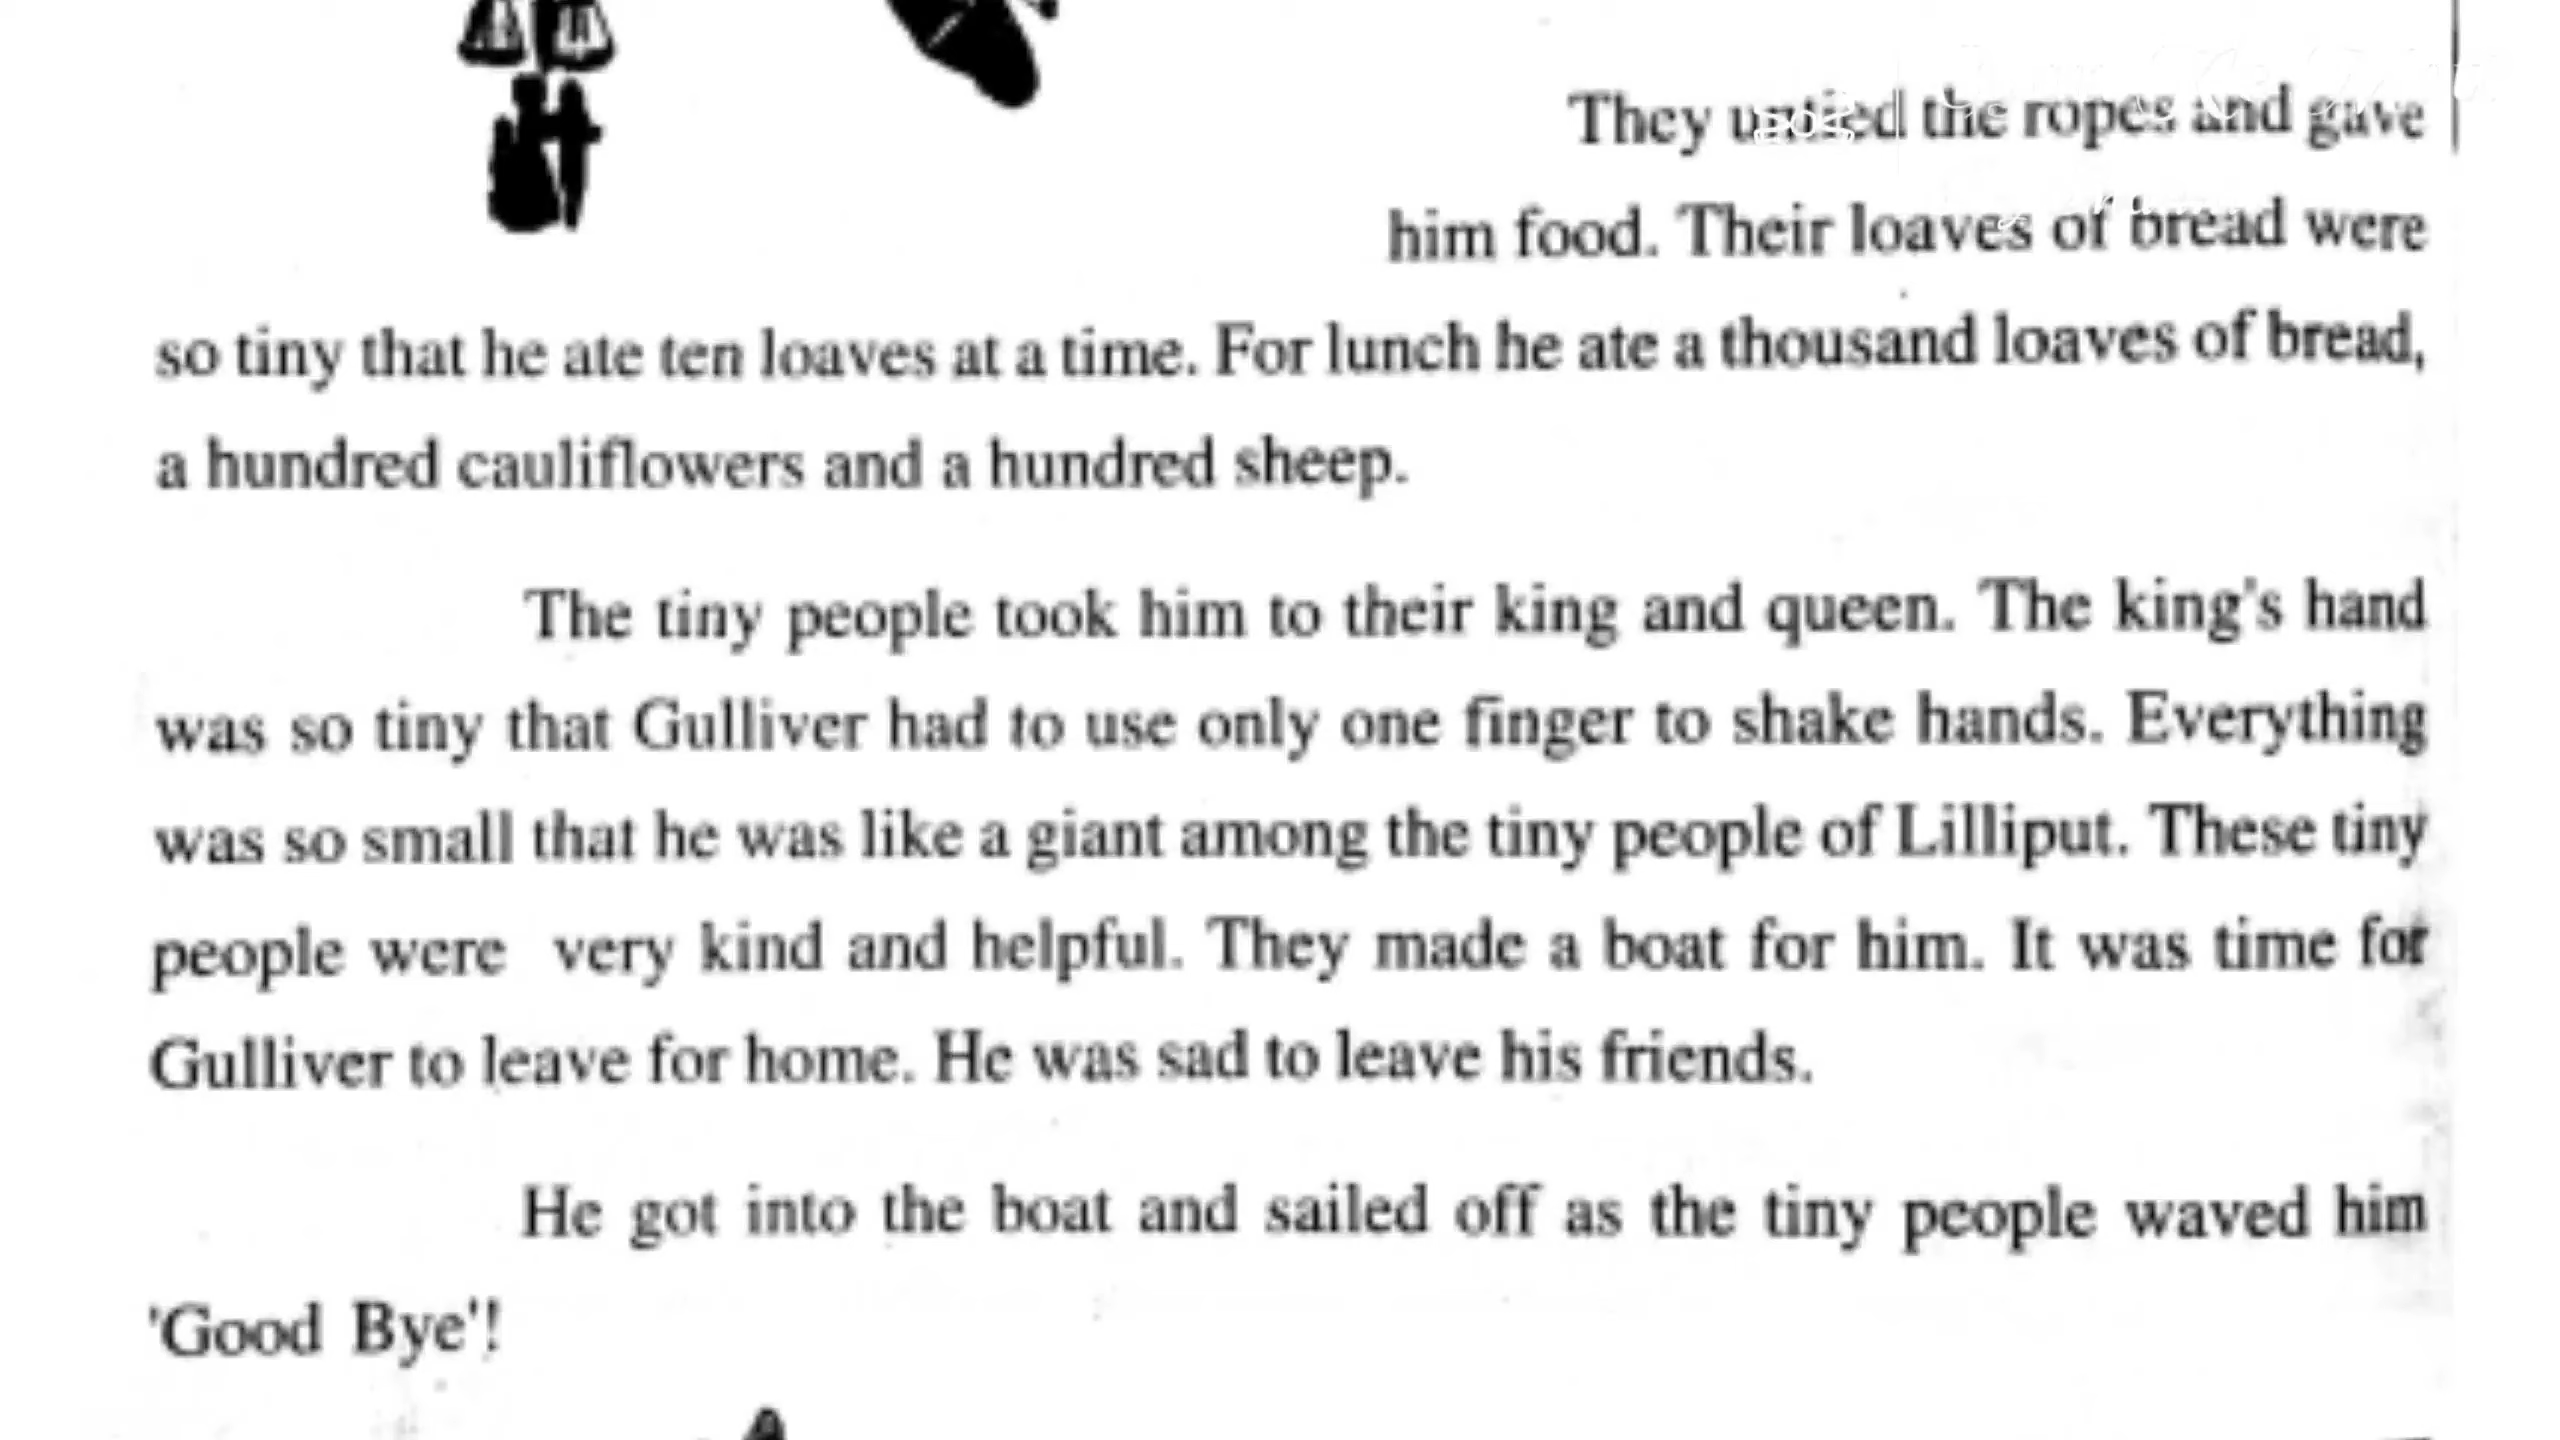 They untied the ropes and gave
him food. Their loaves of bread were
so tiny that he ate ten loaves at a time. For lunch he ate a thousand loaves of bread,
a hundred cauliflowers and a hundred sheep.
The tiny people took him to their king and queen. The king's hand
was so tiny that Gulliver had to use only one finger to shake hands. Everything
was so small that he was like a giant among the tiny people of Lilliput. These tiny
people were very kind and helpful. They made a boat for him. It was time for
Gulliver to leave for home. He was sad to leave his friends.
He got into the boat and sailed off as the tiny people waved him
'Good Bye'!